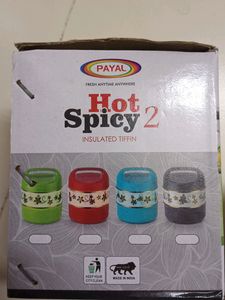 PAYAL
FRESH ANYTIME ANYWHERE
Hot
Spicy 2
INSULATED TIFFIN
KEEP YOUR
CITY CLEAN
MADE IN INDIA